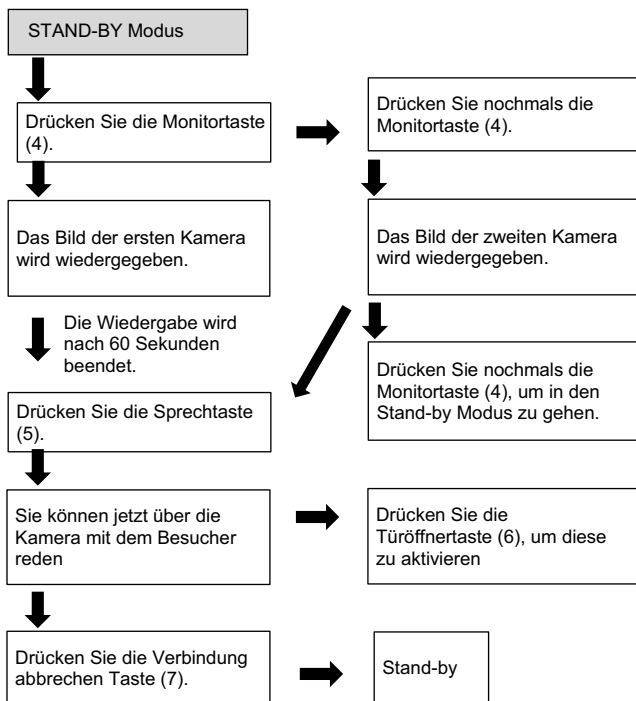 STAND-BY Modus
Drücken Sie die Monitortaste
(4).
Drücken Sie nochmals die
Monitortaste (4).
Das Bild der ersten Kamera
wird wiedergegeben.
Das Bild der zweiten Kamera
wird wiedergegeben.
Die Wiedergabe wird
nach 60 Sekunden
beendet.
Drücken Sie nochmals die
Monitortaste (4), um in den
Stand-by Modus zu gehen.
Drücken Sie die Sprechtaste
(5).
Sie können jetzt über die
Kamera mit dem Besucher
reden
Drücken Sie die
Türöffnertaste (6), um diese
zu aktivieren
Drücken Sie die Verbindung
abbrechen Taste (7).
Stand-by